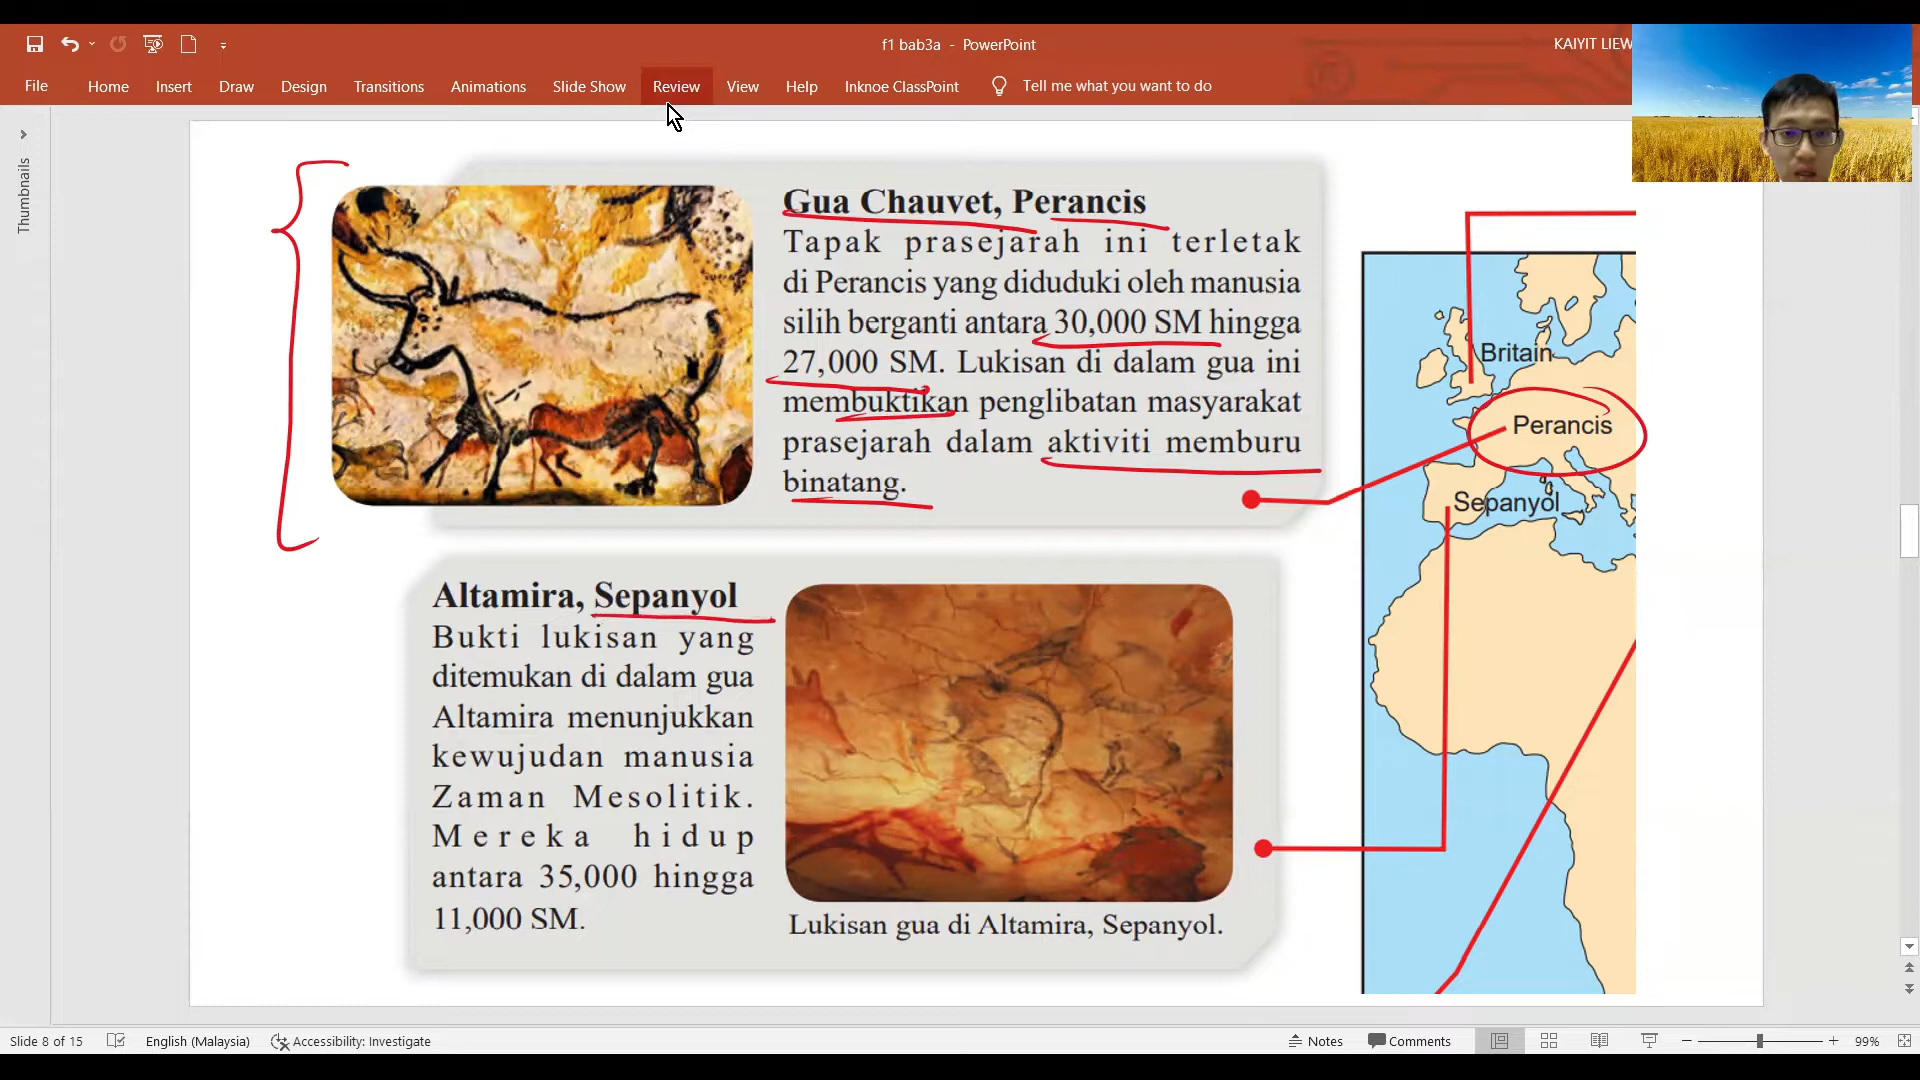 f1 bab3a - PowerPoint
KAIYIT LIEW
File
Home
Insert
Draw
Design
Transitions
Animations
Slide Show
Review
View
Help
Inknoe ClassPoint
Tell me what you want to do
Thumbnails
Gua Chauvet, Perancis
Tapak prasejarah ini terletak
di Perancis yang diduduki oleh manusia
silih berganti antara 30,000 SM hingga
27,000 SM. Lukisan di dalam gua ini
membuktikan penglibatan masyarakat
prasejarah dalam aktiviti memburu
binatang.
Britain
Perancis
Sepanyol
Altamira, Sepanyol
Bukti lukisan yang
ditemukan di dalam gua
Altamira menunjukkan
kewujudan manusia
Zaman Mesolitik.
Mereka hidup
antara 35,000 hingga
11,000 SM.
Lukisan gua di Altamira, Sepanyol.
Slide 8 of 15
English (Malaysia)
Accessibility: Investigate
Notes
Comments
99%